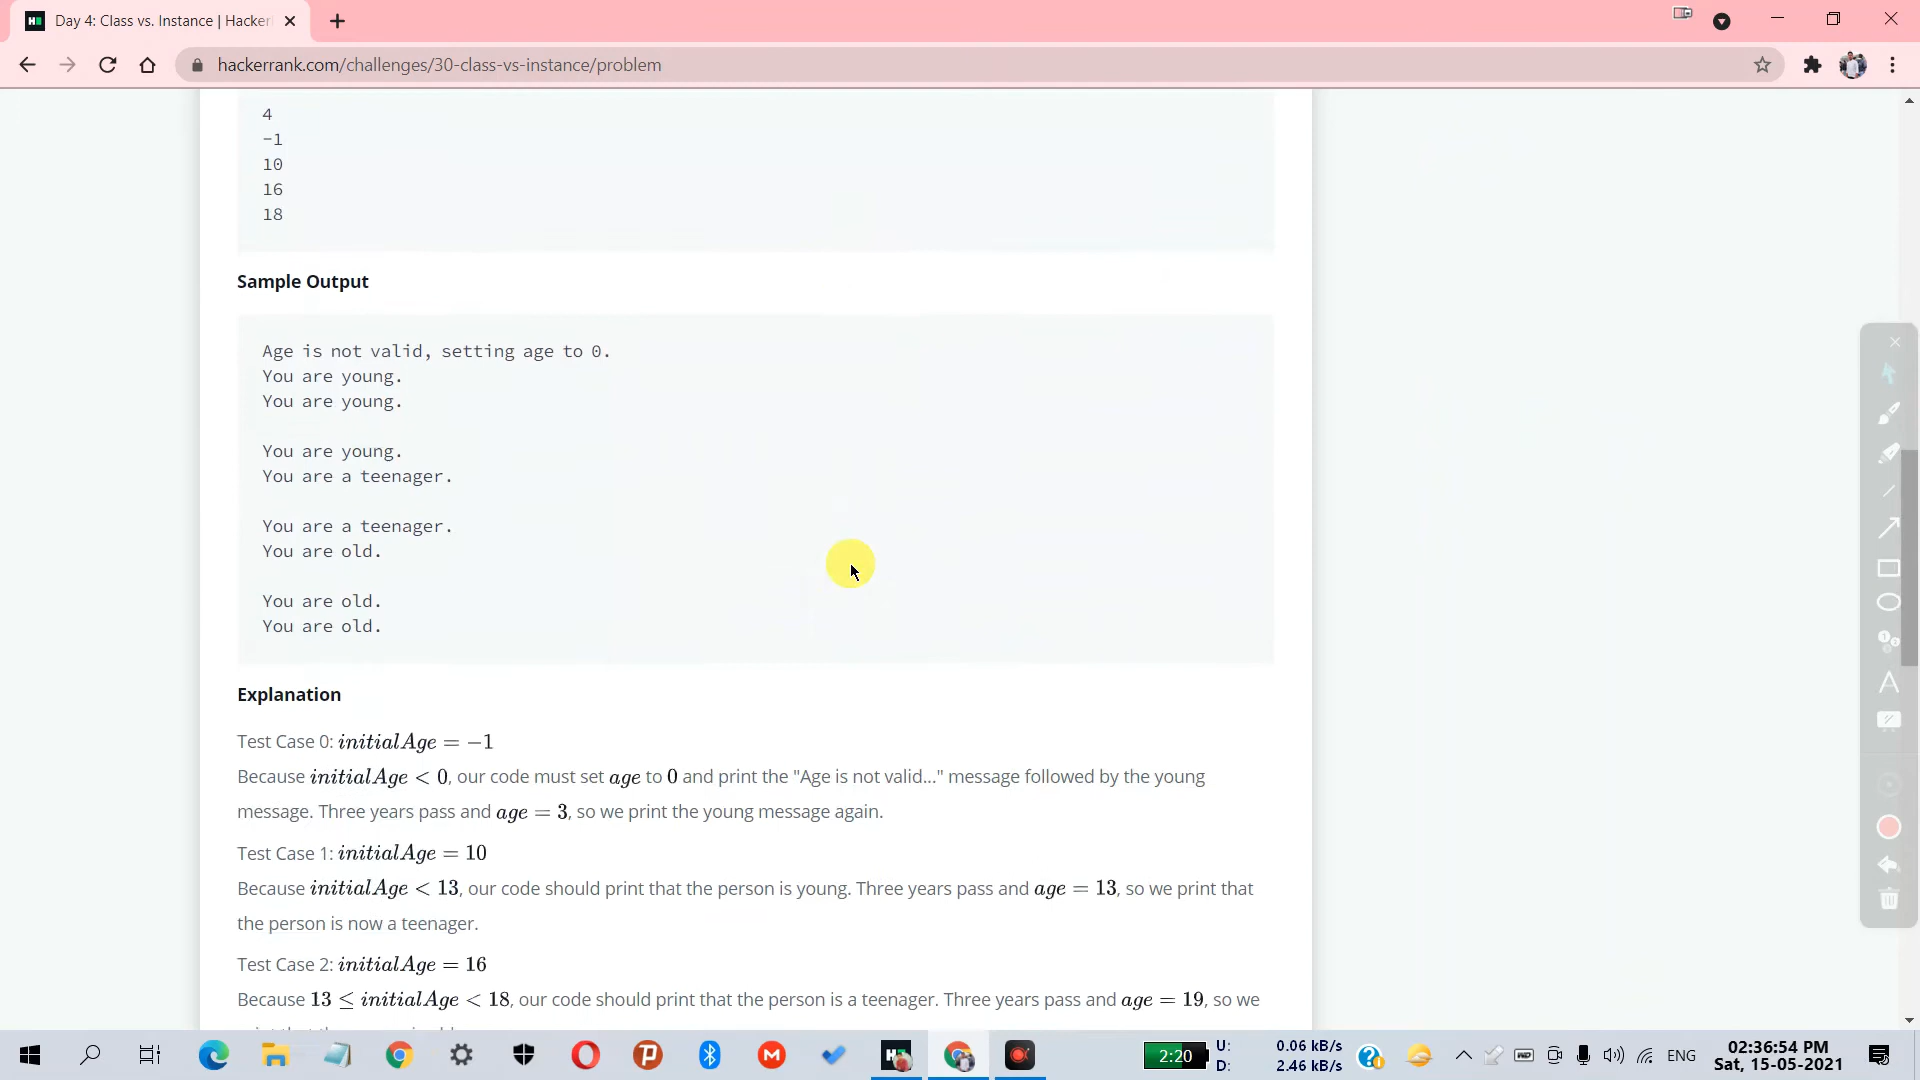 Day 4: Class vs. Instance | Hacker
hackerrank.com/challenges/30-class-vs-instance/problem
4
-1
10
16
18
Sample Output
Age is not valid, setting age to 0.
You are young.
You are young.
You are young.
You are a teenager.
You are a teenager.
You are old.
You are old.
You are old.
Explanation
Test Case 0: initialAge = −1
Because initialAge < 0, our code must set age to 0 and print the "Age is not valid..." message followed by the young
message. Three years pass and age = 3, so we print the young message again.
Test Case 1: initialAge = 10
Because initialAge < 13, our code should print that the person is young. Three years pass and age = 13, so we print that
the person is now a teenager.
Test Case 2: initialAge = 16
Because 13 ≤ initialAge < 18, our code should print that the person is a teenager. Three years pass and age = 19, so we
2:20
U: 0.06 kB/s
D: 2.46 kB/s
ENG
02:36:54 PM
Sat, 15-05-2021